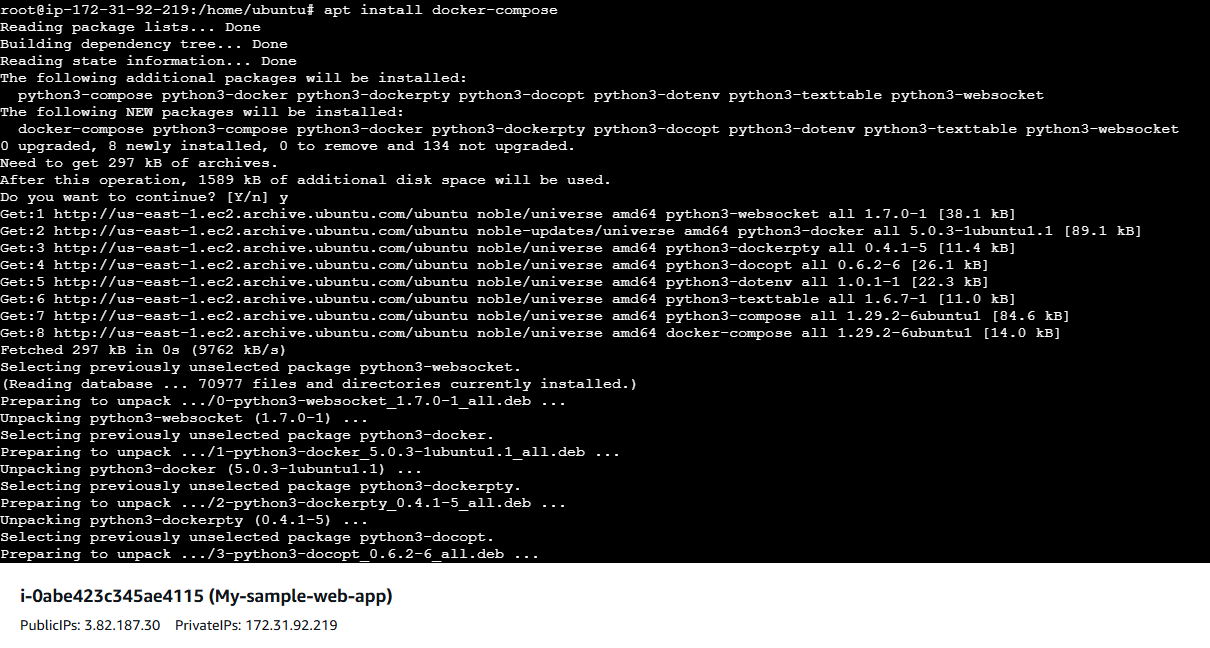 root@ip-172-31-92-219:/home/ubuntu# apt install docker-compose
Reading package lists... Done
Building dependency tree... Done
Reading state information... Done
The following additional packages will be installed:
  python3-compose python3-docker python3-dockerpty python3-docopt python3-dotenv python3-texttable python3-websocket
The following NEW packages will be installed:
  docker-compose python3-compose python3-docker python3-dockerpty python3-docopt python3-dotenv python3-texttable python3-websocket
0 upgraded, 8 newly installed, 0 to remove and 134 not upgraded.
Need to get 297 kB of archives.
After this operation, 1589 kB of additional disk space will be used.
Do you want to continue? [Y/n] y
Get:1 http://us-east-1.ec2.archive.ubuntu.com/ubuntu noble/universe amd64 python3-websocket all 1.7.0-1 [38.1 kB]
Get:2 http://us-east-1.ec2.archive.ubuntu.com/ubuntu noble-updates/universe amd64 python3-docker all 5.0.3-1ubuntu1.1 [89.1 kB]
Get:3 http://us-east-1.ec2.archive.ubuntu.com/ubuntu noble/universe amd64 python3-dockerpty all 0.4.1-5 [11.4 kB]
Get:4 http://us-east-1.ec2.archive.ubuntu.com/ubuntu noble/universe amd64 python3-docopt all 0.6.2-6 [26.1 kB]
Get:5 http://us-east-1.ec2.archive.ubuntu.com/ubuntu noble/universe amd64 python3-dotenv all 1.0.1-1 [22.3 kB]
Get:6 http://us-east-1.ec2.archive.ubuntu.com/ubuntu noble/universe amd64 python3-texttable all 1.6.7-1 [11.0 kB]
Get:7 http://us-east-1.ec2.archive.ubuntu.com/ubuntu noble/universe amd64 python3-compose all 1.29.2-6ubuntu1 [84.6 kB]
Get:8 http://us-east-1.ec2.archive.ubuntu.com/ubuntu noble/universe amd64 docker-compose all 1.29.2-6ubuntu1 [14.0 kB]
Fetched 297 kB in 0s (9762 kB/s)
Selecting previously unselected package python3-websocket.
(Reading database ... 70977 files and directories currently installed.)
Preparing to unpack .../0-python3-websocket_1.7.0-1_all.deb ...
Unpacking python3-websocket (1.7.0-1) ...
Selecting previously unselected package python3-docker.
Preparing to unpack .../1-python3-docker_5.0.3-1ubuntu1.1_all.deb ...
Unpacking python3-docker (5.0.3-1ubuntu1.1) ...
Selecting previously unselected package python3-dockerpty.
Preparing to unpack .../2-python3-dockerpty_0.4.1-5_all.deb ...
Unpacking python3-dockerpty (0.4.1-5) ...
Selecting previously unselected package python3-docopt.
Preparing to unpack .../3-python3-docopt_0.6.2-6_all.deb ...
i-0abe423c345ae4115 (My-sample-web-app)
PublicIPs: 3.82.187.30 PrivateIPs: 172.31.92.219